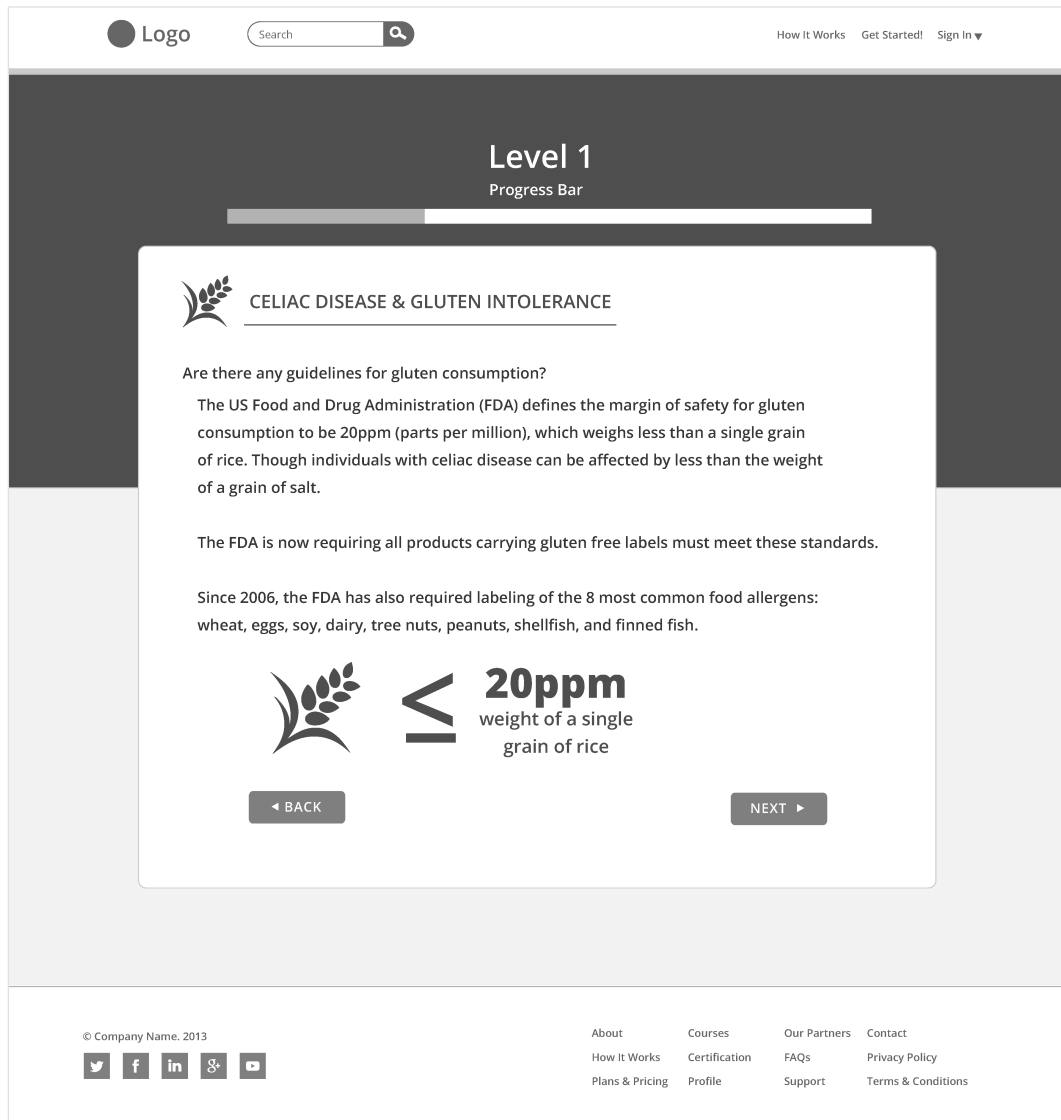 Logo
Search
How It Works
Get Started!
Sign In
Level 1
Progress Bar
CELIAC DISEASE & GLUTEN INTOLERANCE
Are there any guidelines for gluten consumption?
The US Food and Drug Administration (FDA) defines the margin of safety for gluten
consumption to be 20ppm (parts per million), which weighs less than a single grain
of rice. Though individuals with celiac disease can be affected by less than the weight
of a grain of salt.
The FDA is now requiring all products carrying gluten free labels must meet these standards.
Since 2006, the FDA has also required labeling of the 8 most common food allergens:
wheat, eggs, soy, dairy, tree nuts, peanuts, shellfish, and finned fish.
≤
20ppm
weight of a single
grain of rice
BACK
NEXT
© Company Name. 2013
About
How It Works
Plans & Pricing
Courses
Certification
Profile
Our Partners
FAQs
Support
Contact
Privacy Policy
Terms & Conditions